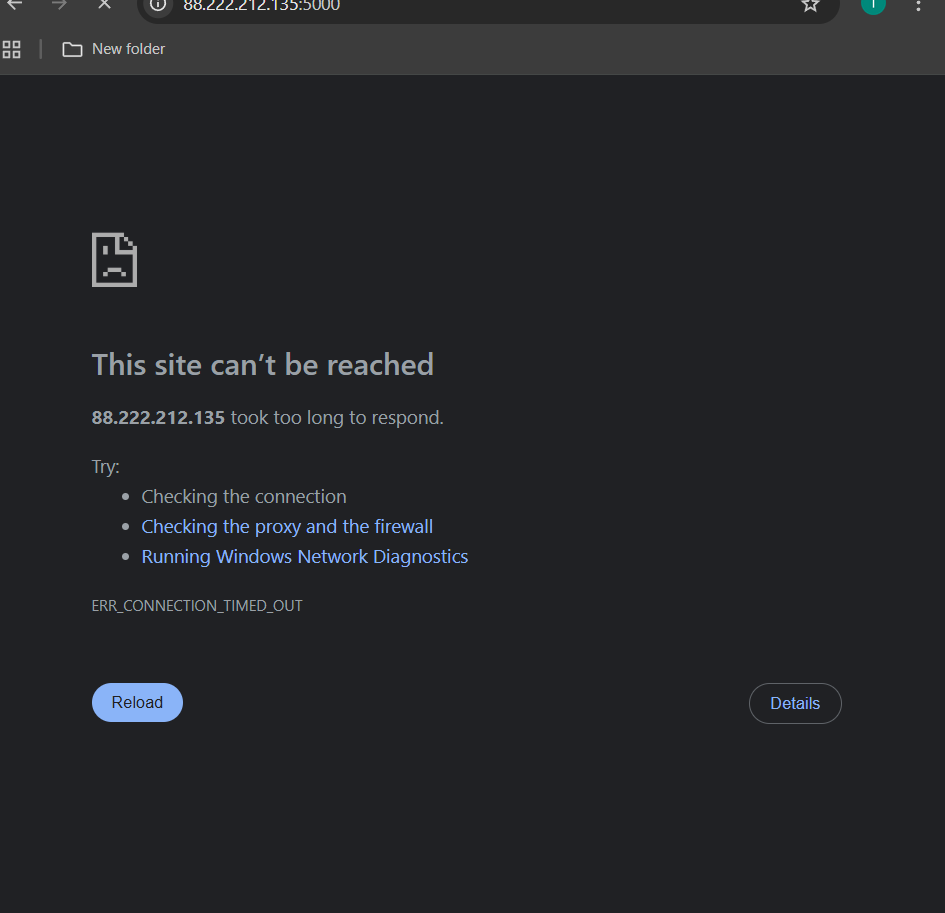 88.222.212.135:5000
New folder
This site can’t be reached
88.222.212.135 took too long to respond.
Try:
Checking the connection
Checking the proxy and the firewall
Running Windows Network Diagnostics
ERR_CONNECTION_TIMED_OUT
Reload
Details